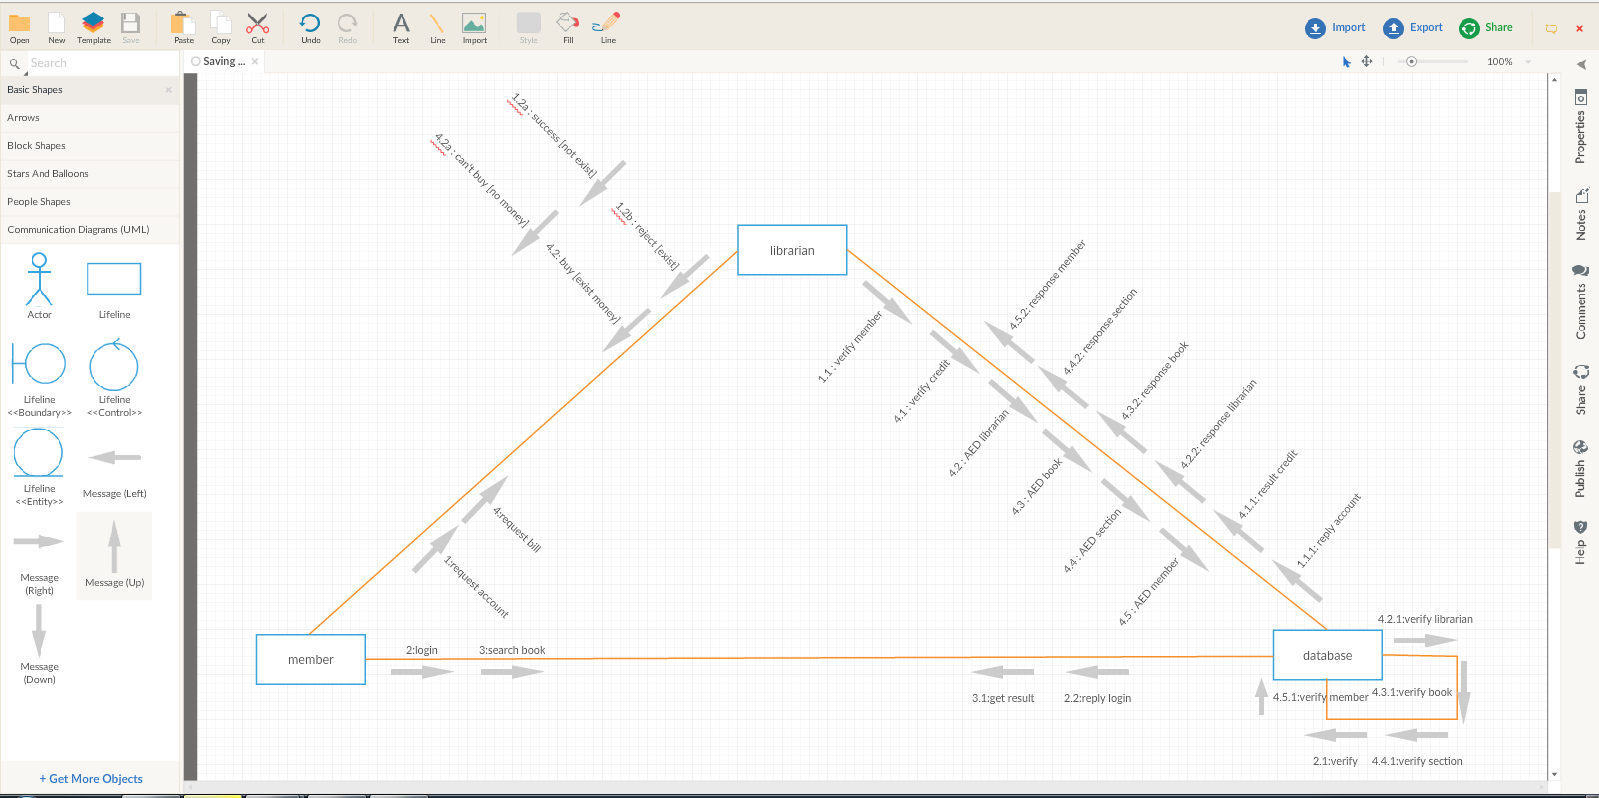 Open
New
Template
Save
Paste
Copy
Cut
Undo
Redo
Text
Line
Import
Style
Fill
Line
Import
Export
Share
Search
Saving ...
100%
Basic Shapes
Arrows
Block Shapes
Stars And Balloons
People Shapes
Communication Diagrams (UML)
Actor
Lifeline
Lifeline
<<Boundary>>
Lifeline
<<Control>>
Lifeline
<<Entity>>
Message (Left)
Message
(Right)
Message (Up)
Message
(Down)
+ Get More Objects
1.2a : success [not exist]
4.2a : can't buy [no money]
1.2b : reject [exist]
4.2: buy [exist money]
librarian
1.1 : verify member
4.1 : verify credit
4.2 : AED librarian
4.3 : AED book
4.4 : AED section
4.5 : AED member
4.5.2: response member
4.4.2: response section
4.3.2: response book
4.2.2: response librarian
4.1.1: result credit
1.1.1: reply account
4:request bill
1:request account
member
2:login
3:search book
3.1:get result
2.2:reply login
database
4.2.1:verify librarian
4.5.1:verify member
4.3.1:verify book
2.1:verify
4.4.1:verify section
Properties
Notes
Comments
Share
Publish
Help